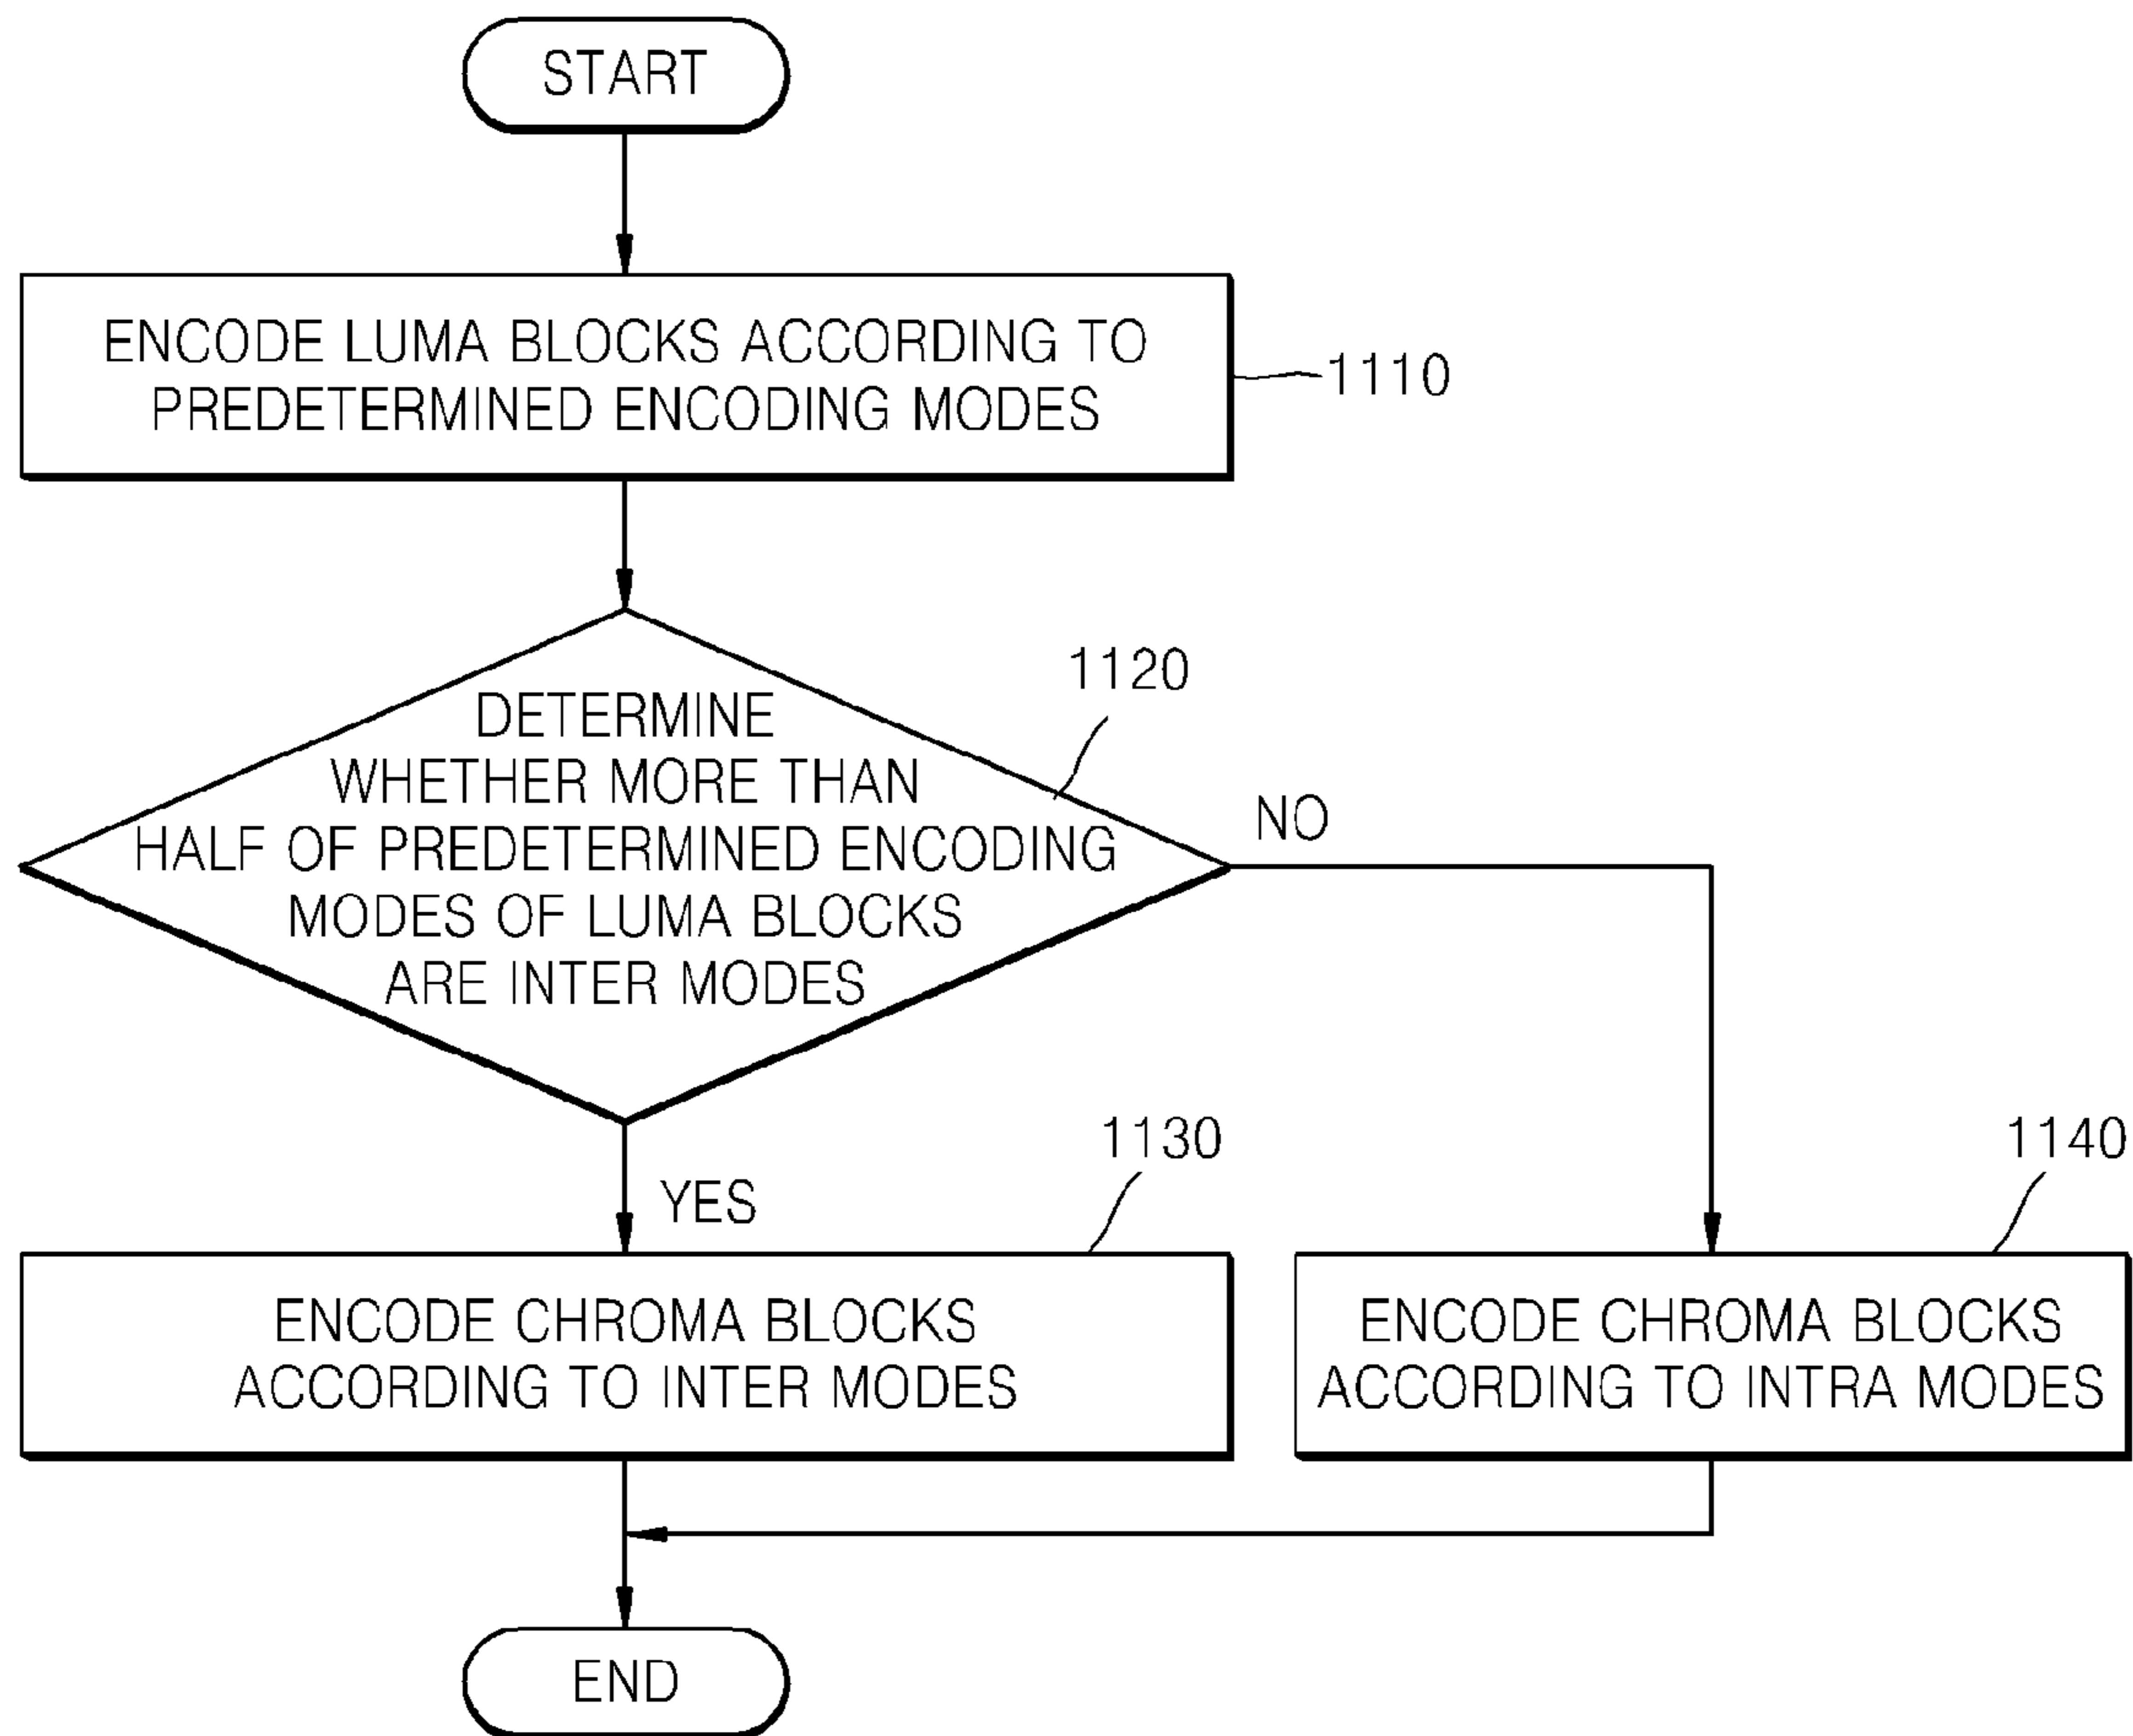 START
ENCODE LUMA BLOCKS ACCORDING TO
PREDETERMINED ENCODING MODES
1110
1120
DETERMINE
WHETHER MORE THAN
HALF OF PREDETERMINED ENCODING
MODES OF LUMA BLOCKS
ARE INTER MODES
NO
YES
1130
1140
ENCODE CHROMA BLOCKS
ACCORDING TO INTER MODES
ENCODE CHROMA BLOCKS
ACCORDING TO INTRA MODES
END